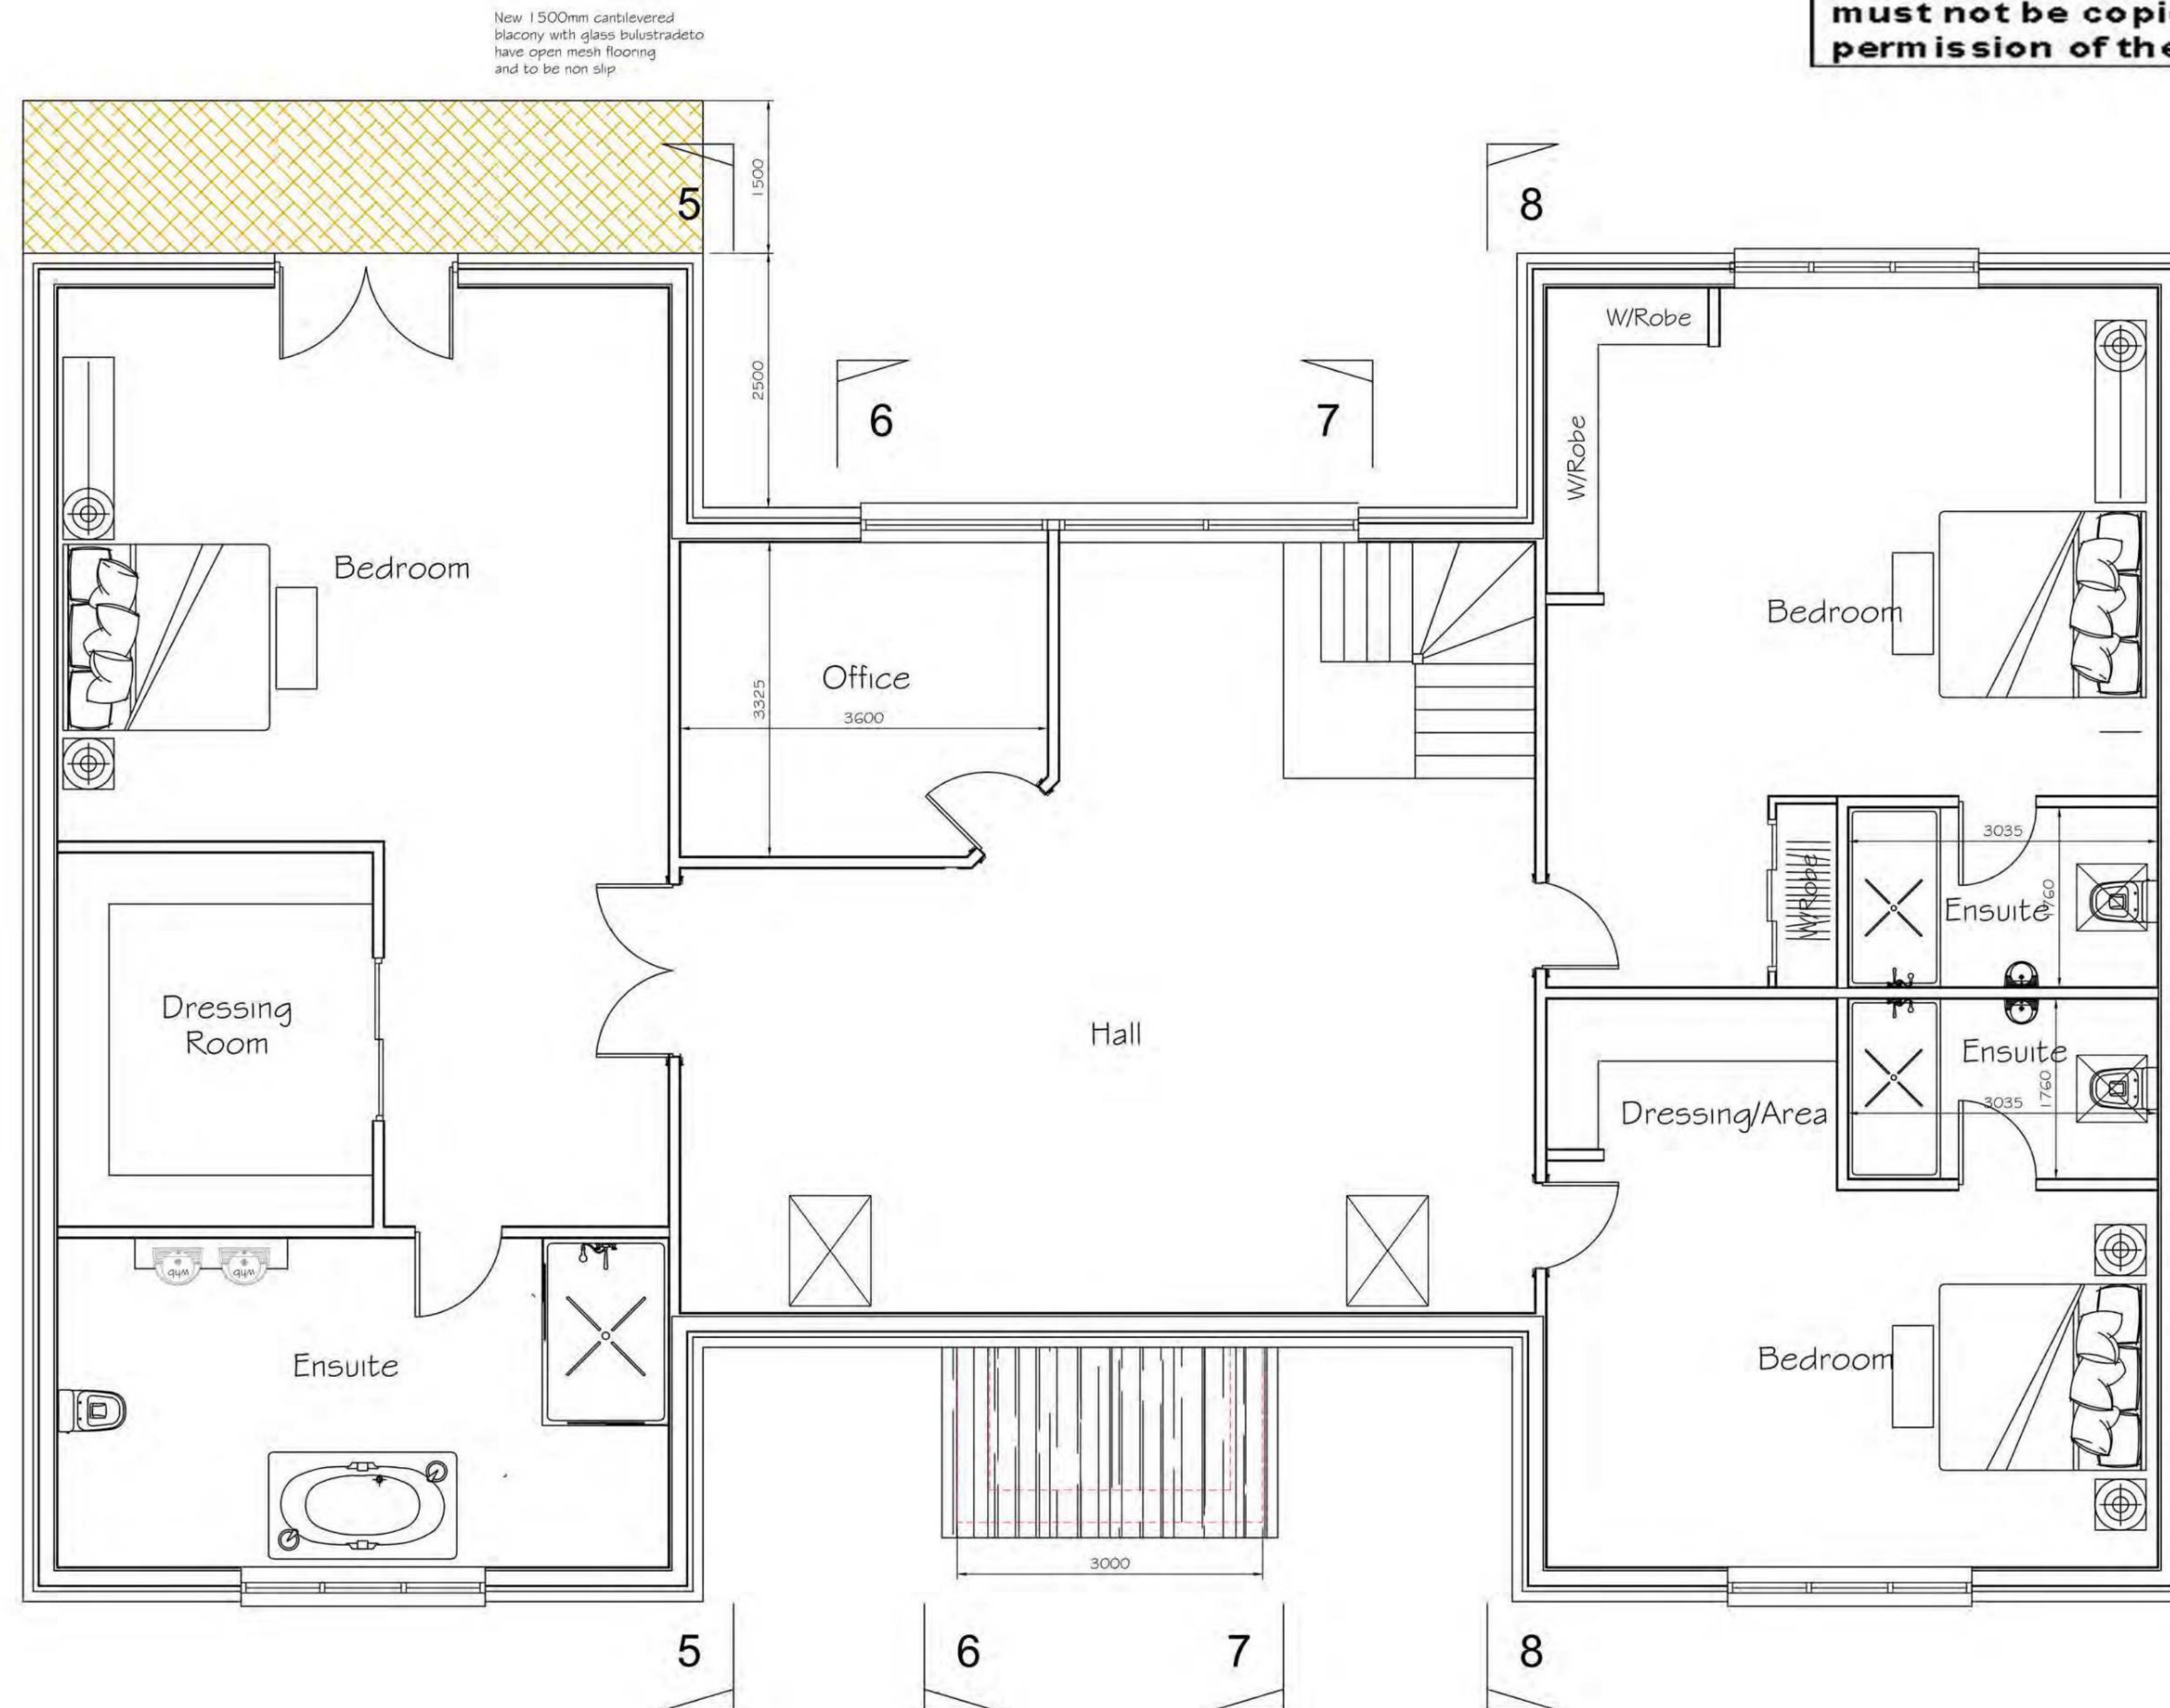 New 1500mm cantilevered
blacony with glass bulustradeto
have open mesh flooring
and to be non slip
must not be copi
permission of the
1500
5
8
2500
6
7
W/Robe
W/Robe
Bedroom
Bedroom
Office
3325
3600
3035
W/Robe
Ensuite
1760
Dressing
Room
Hall
Ensuite
1760
3035
Dressing/Area
Ensuite
Bedroom
3000
5
6
7
8